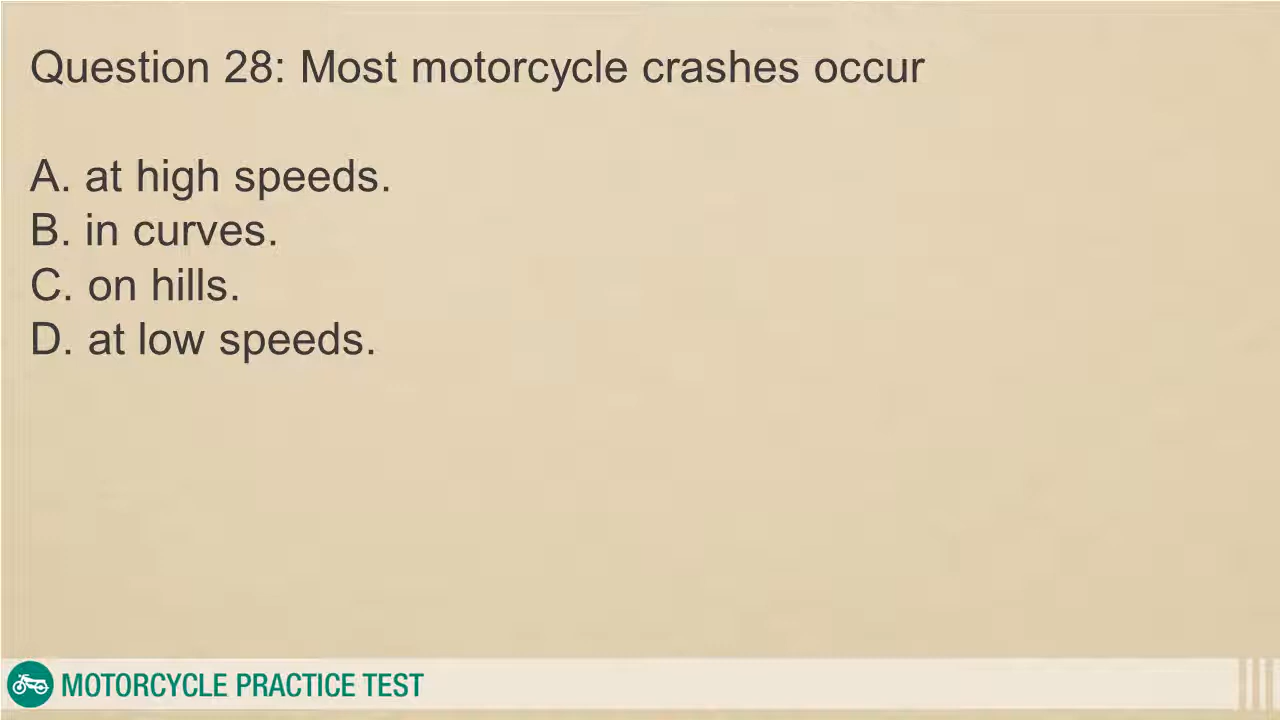 Question 28: Most motorcycle crashes occur
A. at high speeds.
B. in curves.
C. on hills.
D. at low speeds.
MOTORCYCLE PRACTICE TEST